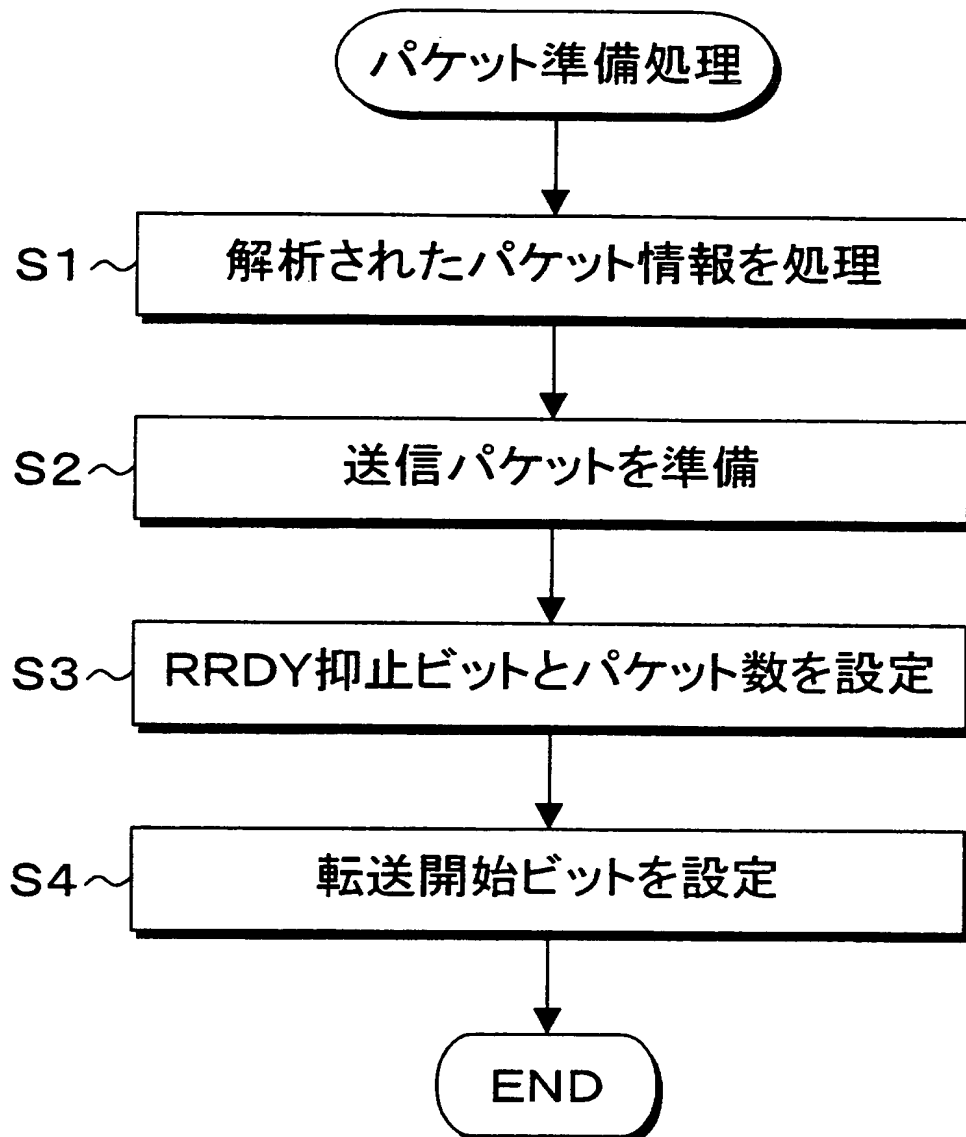 パケット準備処理
S1 解析されたパケット情報を処理
S2 送信パケットを準備
S3 RRDY抑止ビットとパケット数を設定
S4 転送開始ビットを設定
END